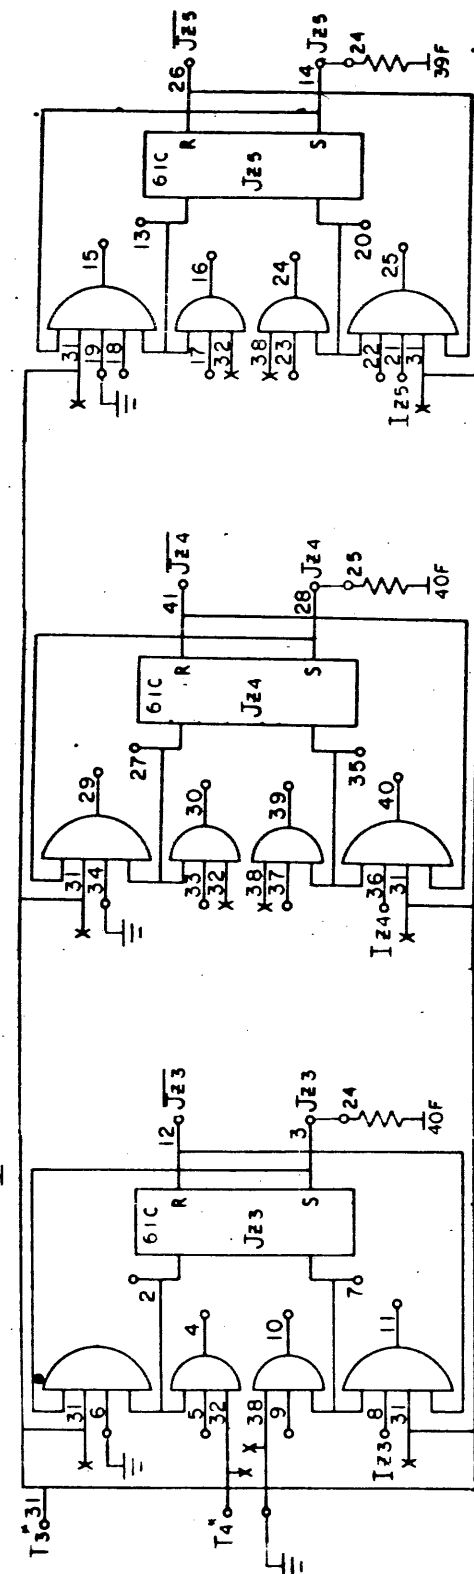 J̅z̅5̅
26
14
Jz5
24
39F
61C
R
Jz5
S
13
20
15
16
24
25
31
19
18
17
32
X
38
23
22
21
31
Iz5
X
X
X
J̅z̅4̅
41
28
Jz4
25
40F
61C
R
Jz4
S
27
35
29
30
39
40
31
34
33
32
X
38
37
36
31
Iz4
X
X
X
J̅z̅3̅
12
3
Jz3
24
40F
61C
R
Jz3
S
2
7
4
10
11
31
6
5
32
38
9
8
31
Iz3
X
X
X
X
T3* 31
T4*